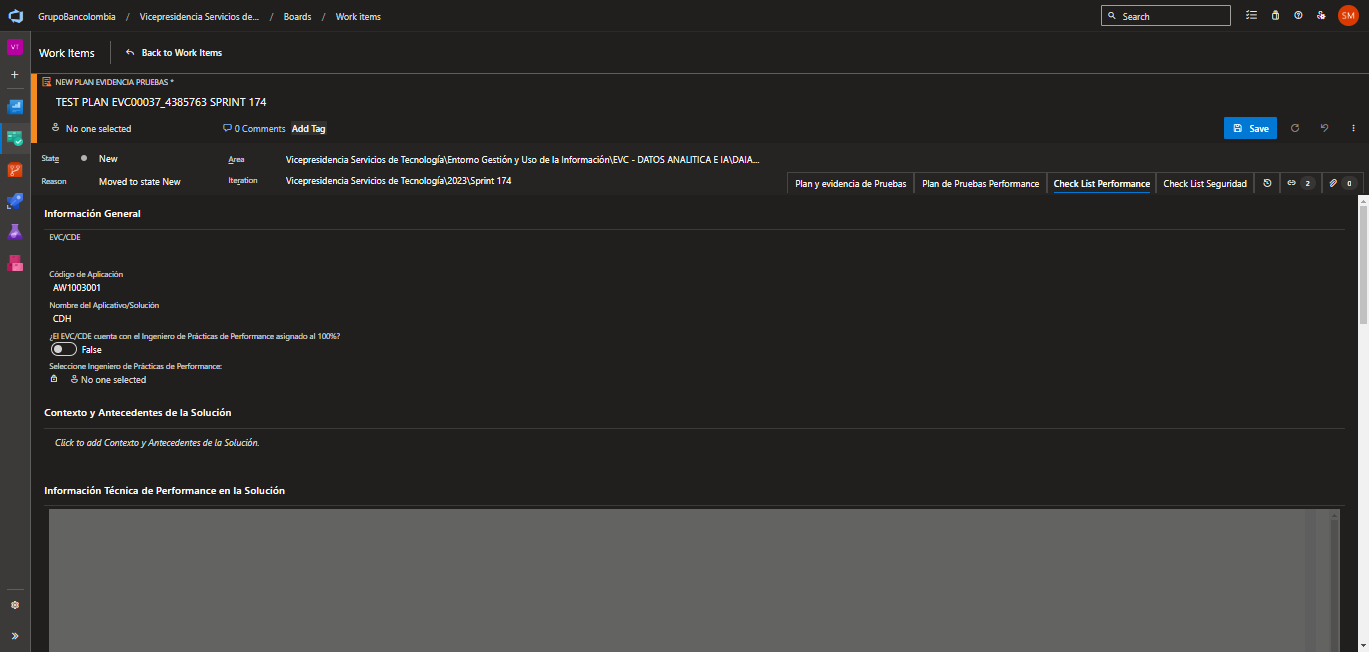 GrupoBancolombia / Vicepresidencia Servicios de... / Boards / Work items
Search
SM
VT
Work Items
Back to Work Items
NEW PLAN EVIDENCIA PRUEBAS *
TEST PLAN EVC00037_4385763 SPRINT 174
No one selected
0 Comments
Add Tag
Save
State
New
Area
Vicepresidencia Servicios de Tecnología\Entorno Gestión y Uso de la Información\EVC - DATOS ANALITICA E IA\DAIA...
Reason
Moved to state New
Iteration
Vicepresidencia Servicios de Tecnología\2023\Sprint 174
Plan y evidencia de Pruebas
Plan de Pruebas Performance
Check List Performance
Check List Seguridad
2
0
Información General
EVC/CDE
Código de Aplicación
AW1003001
Nombre del Aplicativo/Solución
CDH
¿El EVC/CDE cuenta con el Ingeniero de Prácticas de Performance asignado al 100%?
False
Seleccione Ingeniero de Prácticas de Performance:
No one selected
Contexto y Antecedentes de la Solución
Click to add Contexto y Antecedentes de la Solución.
Información Técnica de Performance en la Solución